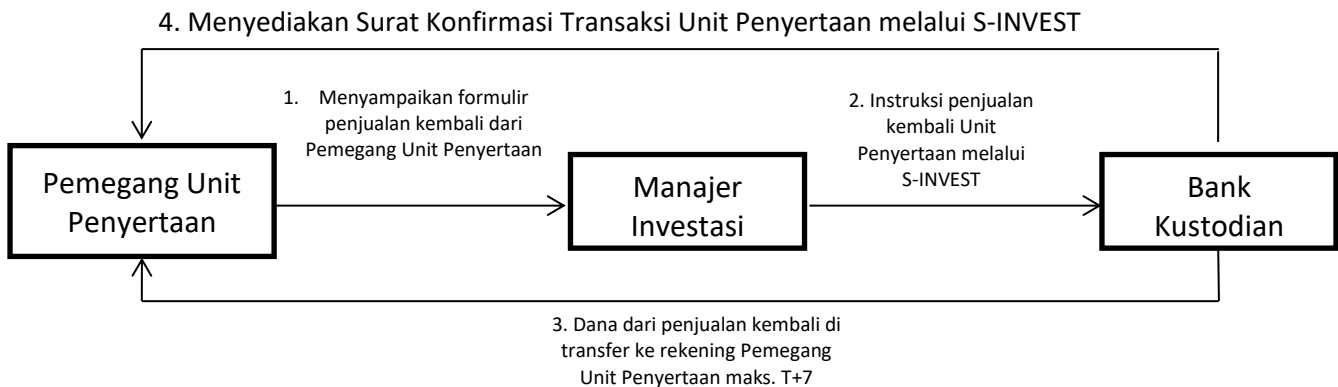 4. Menyediakan Surat Konfirmasi Transaksi Unit Penyertaan melalui S-INVEST
1. Menyampaikan formulir
penjualan kembali dari
Pemegang Unit Penyertaan
2. Instruksi penjualan
kembali Unit
Penyertaan melalui
S-INVEST
Pemegang Unit
Penyertaan
Manajer
Investasi
Bank
Kustodian
3. Dana dari penjualan kembali di
transfer ke rekening Pemegang
Unit Penyertaan maks. T+7